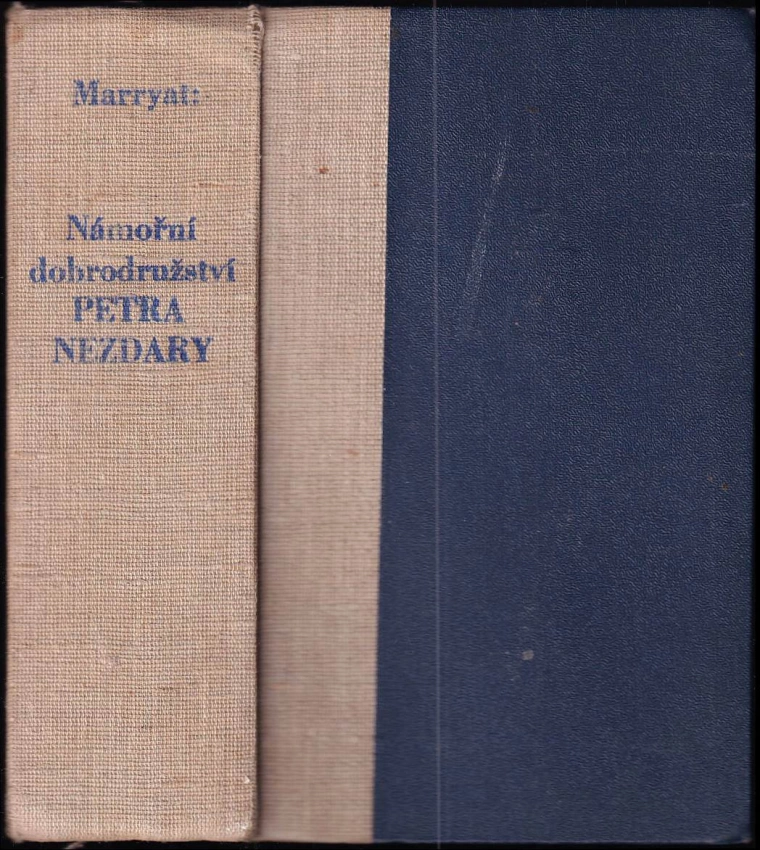 Marryat:
Námořní
dobrodružství
PETRA
NEZDARY